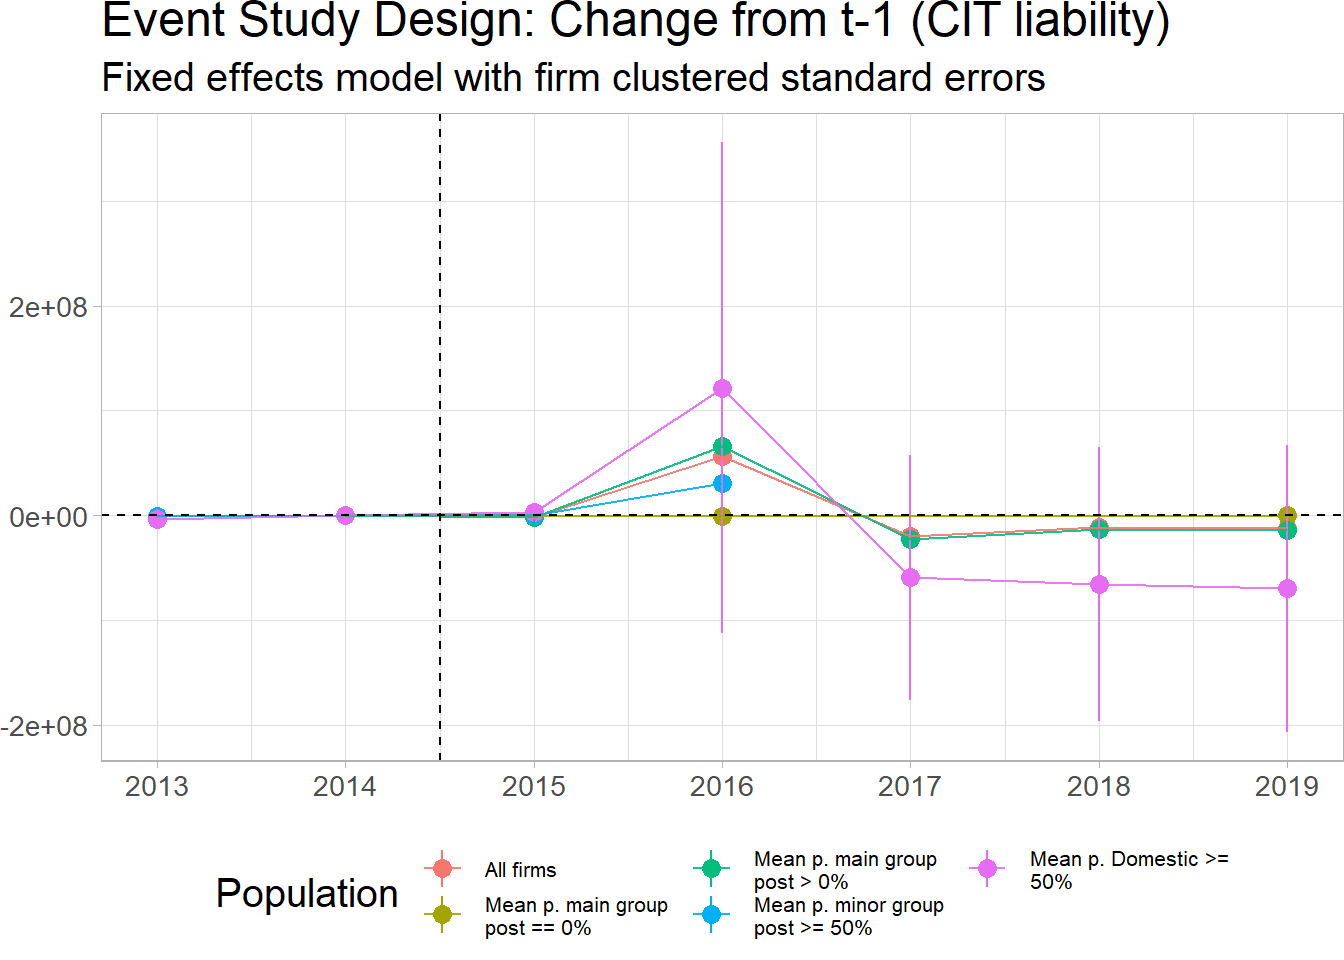 Event Study Design: Change from t-1 (CIT liability)
Fixed effects model with firm clustered standard errors
2e+08
0e+00
-2e+08
2013 2014 2015 2016 2017 2018 2019
Population
All firms
Mean p. main group
post == 0%
Mean p. main group
post > 0%
Mean p. minor group
post >= 50%
Mean p. Domestic >=
50%